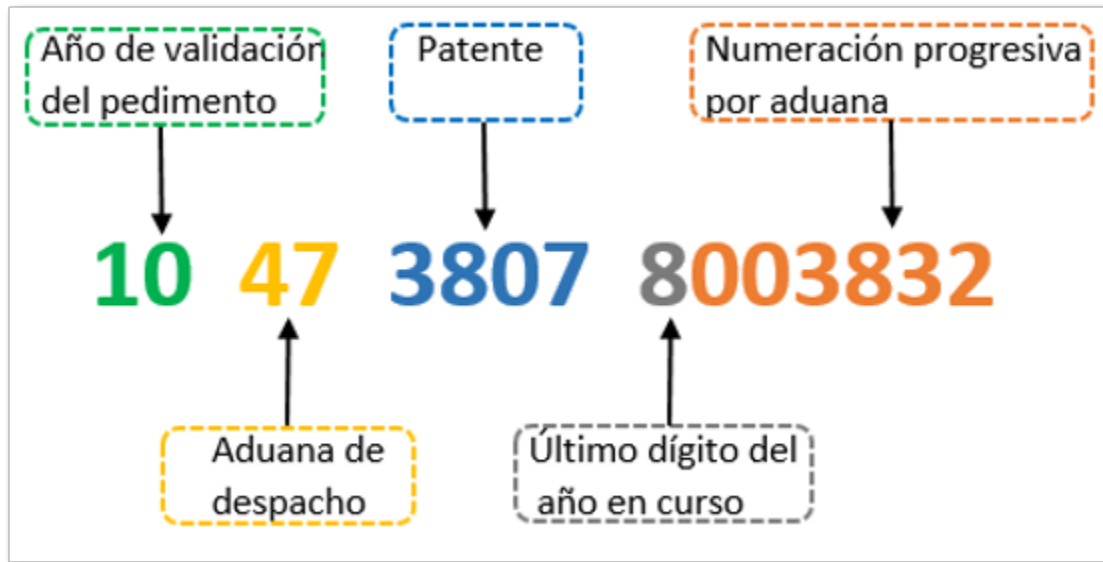 Año de validación
del pedimento
Patente
Numeración progresiva
por aduana
10 47 3807 8003832
Aduana de
despacho
Último dígito del
año en curso